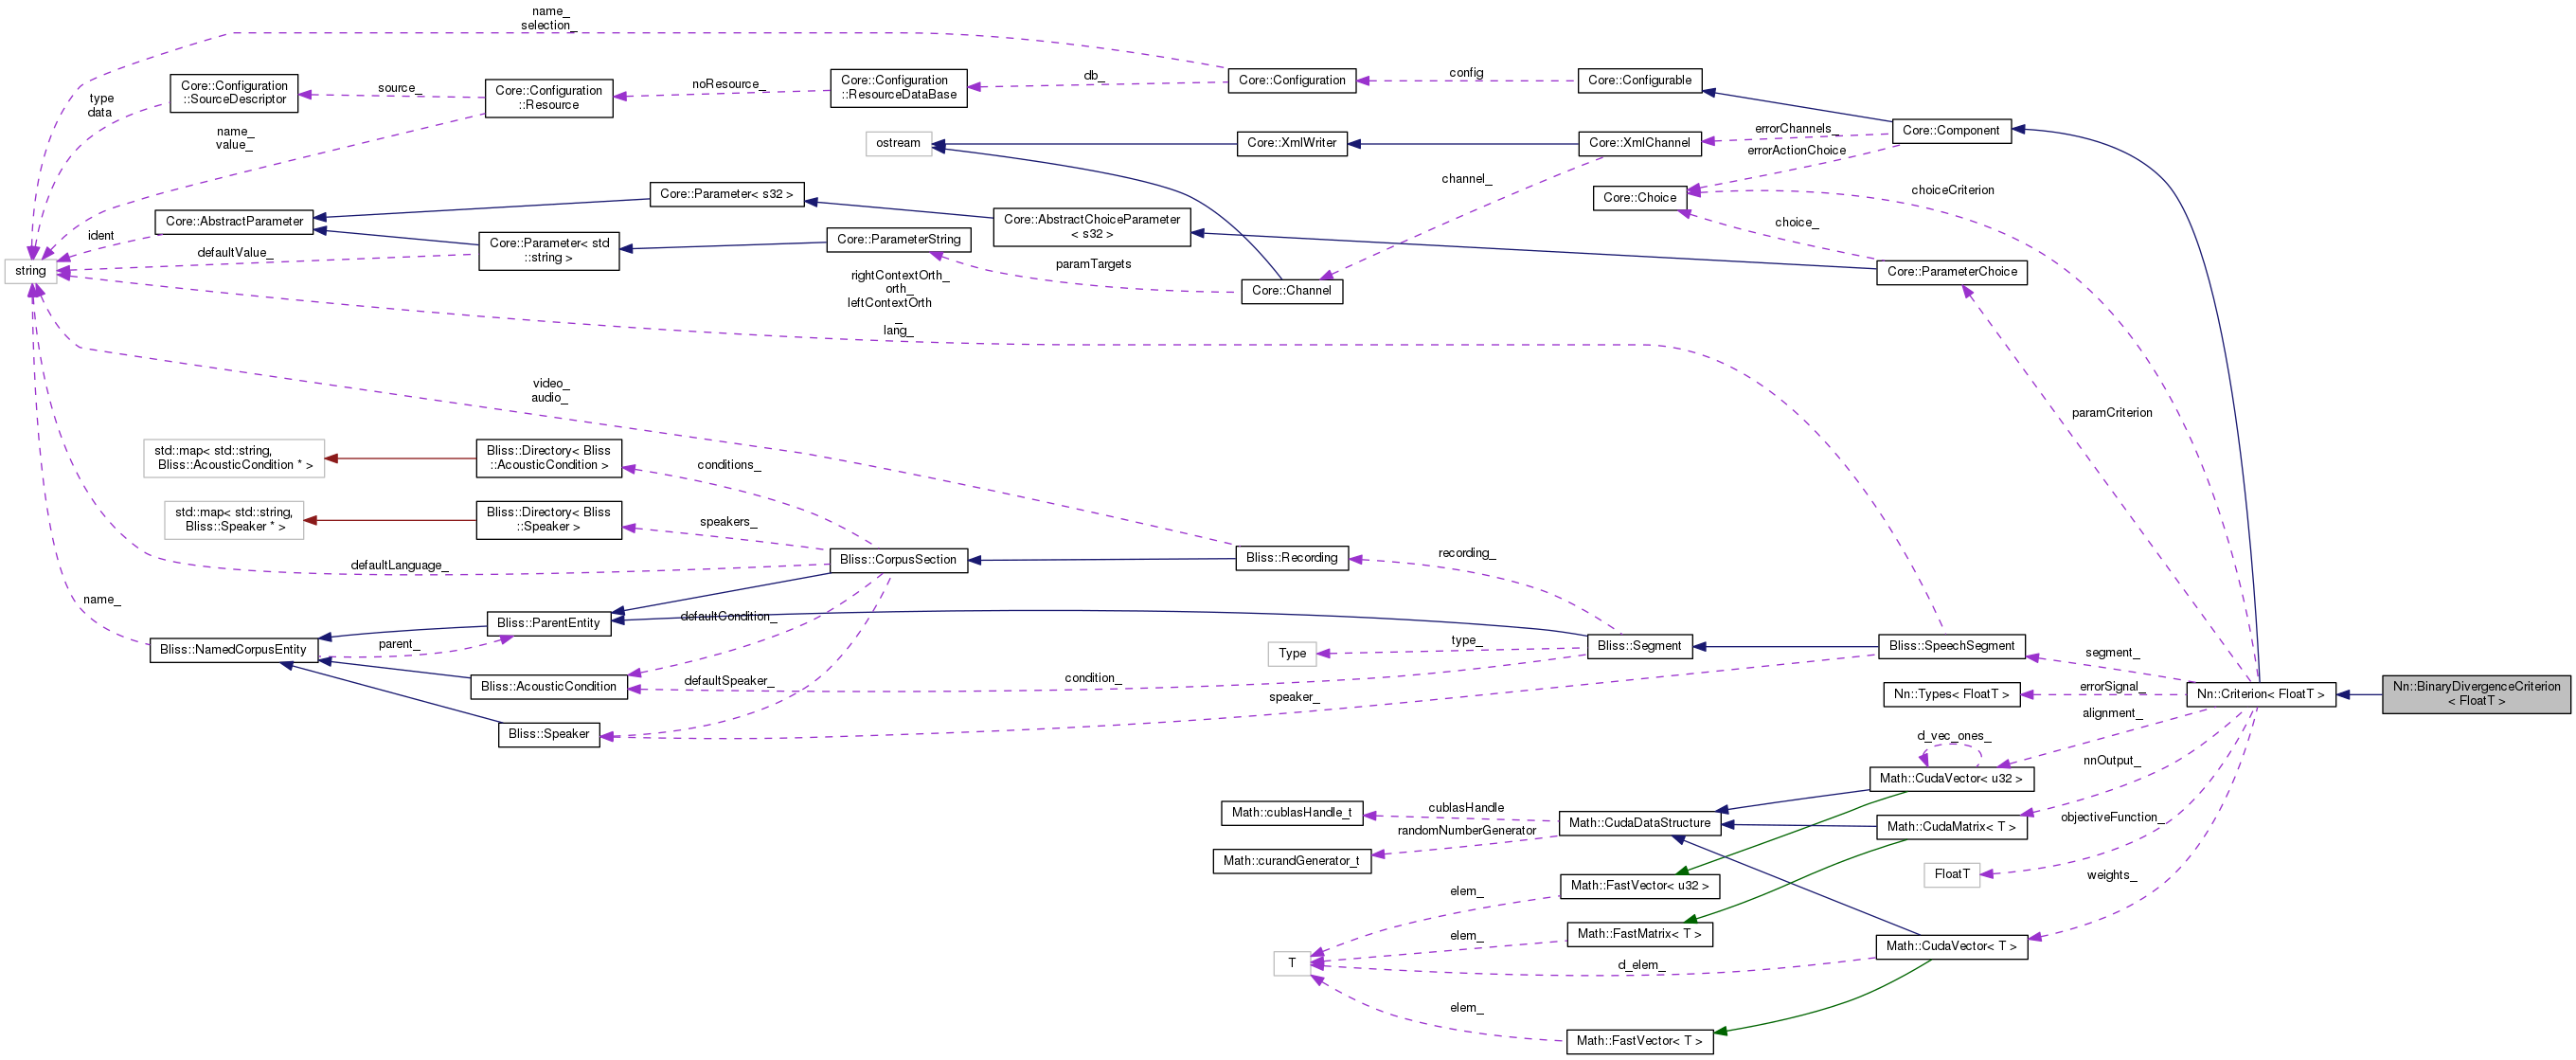 name_
selection_
Core::Configuration
::SourceDescriptor
type
data
source_
Core::Configuration
::Resource
noResource_
Core::Configuration
::ResourceDataBase
db_
Core::Configuration
config
Core::Configurable
name_
value_
ostream
Core::XmlWriter
Core::XmlChannel
errorChannels_
Core::Component
errorActionChoice
channel_
Core::Choice
choiceCriterion
Core::Parameter< s32 >
Core::AbstractParameter
ident
Core::AbstractChoiceParameter
< s32 >
choice_
Core::Parameter< std
::string >
defaultValue_
Core::ParameterString
paramTargets
string
Core::ParameterChoice
Core::Channel
rightContextOrth_
orth_
leftContextOrth
_
lang_
video_
audio_
paramCriterion
std::map< std::string,
Bliss::AcousticCondition * >
Bliss::Directory< Bliss
::AcousticCondition >
conditions_
std::map< std::string,
Bliss::Speaker * >
Bliss::Directory< Bliss
::Speaker >
speakers_
Bliss::CorpusSection
defaultLanguage_
Bliss::Recording
recording_
name_
Bliss::ParentEntity
defaultCondition_
Bliss::NamedCorpusEntity
parent_
Type
type_
Bliss::Segment
Bliss::SpeechSegment
segment_
Bliss::AcousticCondition
defaultSpeaker_
condition_
speaker_
Nn::Types< FloatT >
errorSignal_
Nn::Criterion< FloatT >
Nn::BinaryDivergenceCriterion
< FloatT >
alignment_
Bliss::Speaker
d_vec_ones_
Math::CudaVector< u32 >
nnOutput_
Math::cublasHandle_t
cublasHandle
Math::CudaDataStructure
Math::CudaMatrix< T >
objectiveFunction_
randomNumberGenerator
Math::curandGenerator_t
FloatT
weights_
Math::FastVector< u32 >
elem_
Math::FastMatrix< T >
elem_
Math::CudaVector< T >
T
d_elem_
elem_
Math::FastVector< T >